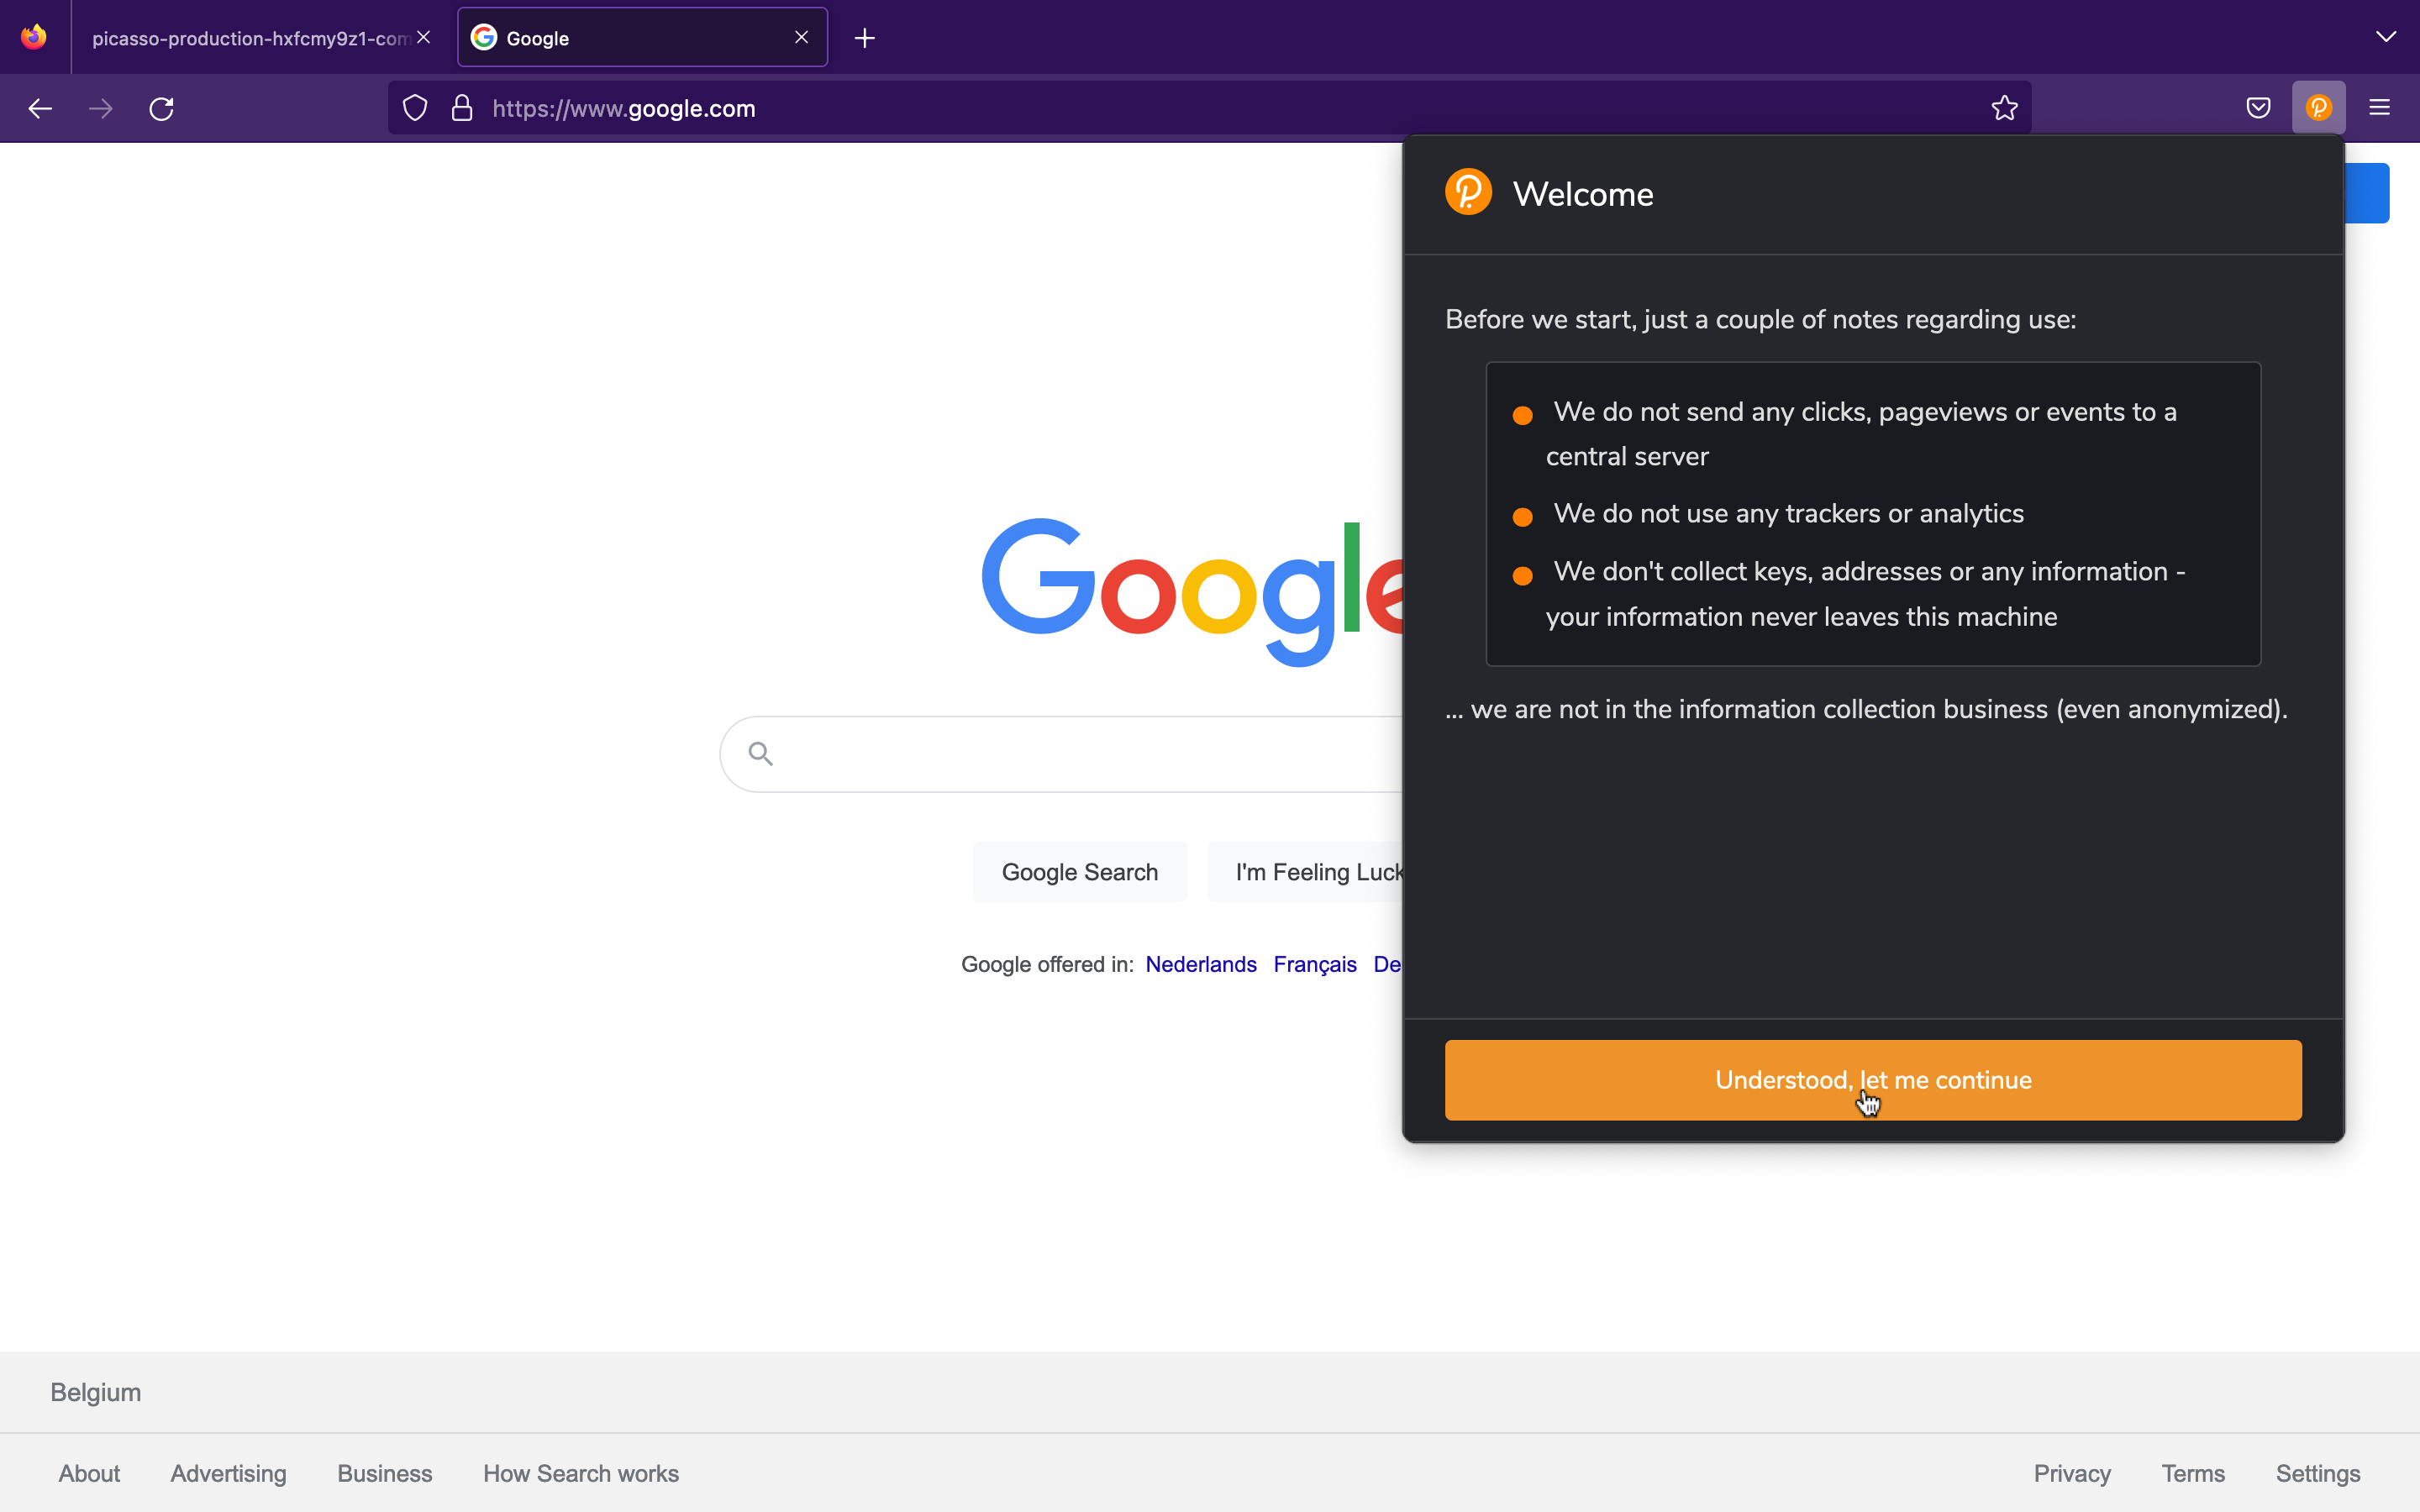 picasso-production-hxfcmy9z1-com
Google
https://www.google.com
Welcome
Before we start, just a couple of notes regarding use:
We do not send any clicks, pageviews or events to a
central server
We do not use any trackers or analytics
We don't collect keys, addresses or any information -
your information never leaves this machine
... we are not in the information collection business (even anonymized).
Understood, let me continue
Google
Google Search
I'm Feeling Luck
Google offered in: Nederlands Français De
Belgium
About Advertising Business How Search works
Privacy Terms Settings